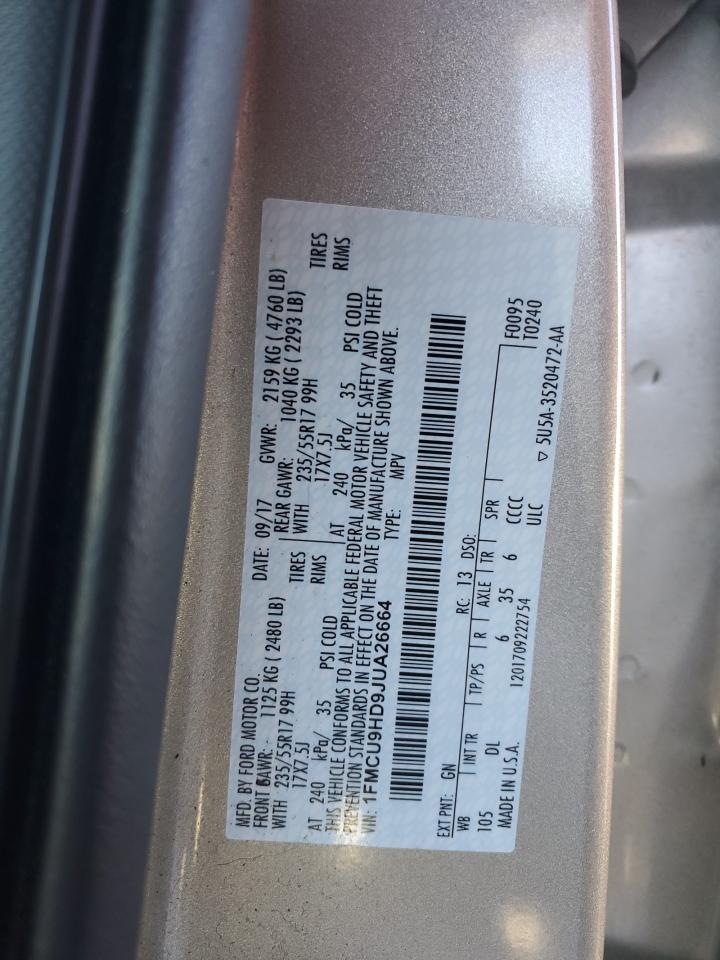 MFD. BY FORD MOTOR CO. DATE: 09/17 GVWR: 2159 KG ( 4760 LB)
FRONT GAWR: 1125 KG ( 2480 LB) REAR GAWR: 1040 KG ( 2293 LB)
WITH 235/55R17 99H TIRES WITH 235/55R17 99H TIRES
17X7.5J RIMS 17X7.5J RIMS
AT 240 kPa/ 35 PSI COLD AT 240 kPa/ 35 PSI COLD
THIS VEHICLE CONFORMS TO ALL APPLICABLE FEDERAL MOTOR VEHICLE SAFETY AND THEFT
PREVENTION STANDARDS IN EFFECT ON THE DATE OF MANUFACTURE SHOWN ABOVE.
VIN: 1FMCU9HD9JUA26664 TYPE: MPV
EXT PNT: GN RC: 13 DSO:
WB INT TR TP/PS R AXLE TR SPR F0095
105 DL 6 35 6 CCCC T0240
MADE IN U.S.A. 1201709222754 ULC ▽ 5U5A-3520472-AA